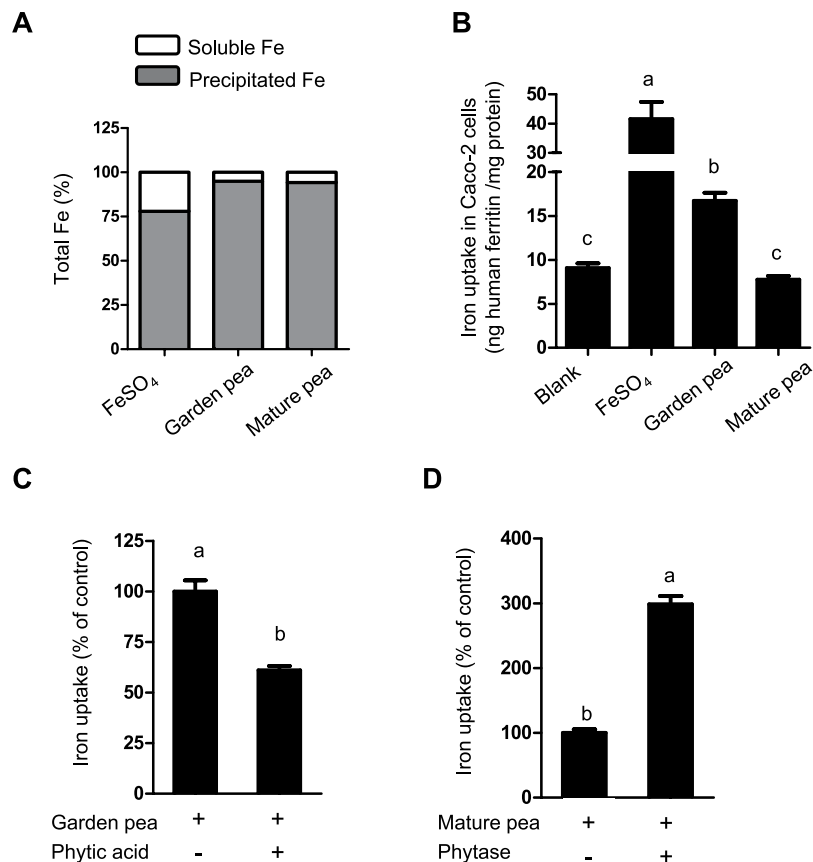 A
Soluble Fe
Precipitated Fe
Total Fe (%)
125
100
75
50
25
0
FeSO₄
Garden pea
Mature pea
B
Iron uptake in Caco-2 cells
(ng human ferritin /mg protein)
50
40
30
20
15
10
5
0
c
a
b
c
Blank
FeSO₄
Garden pea
Mature pea
C
Iron uptake (% of control)
125
100
75
50
25
0
a
b
Garden pea + +
Phytic acid - +
D
Iron uptake (% of control)
400
300
200
100
0
b
a
Mature pea + +
Phytase - +